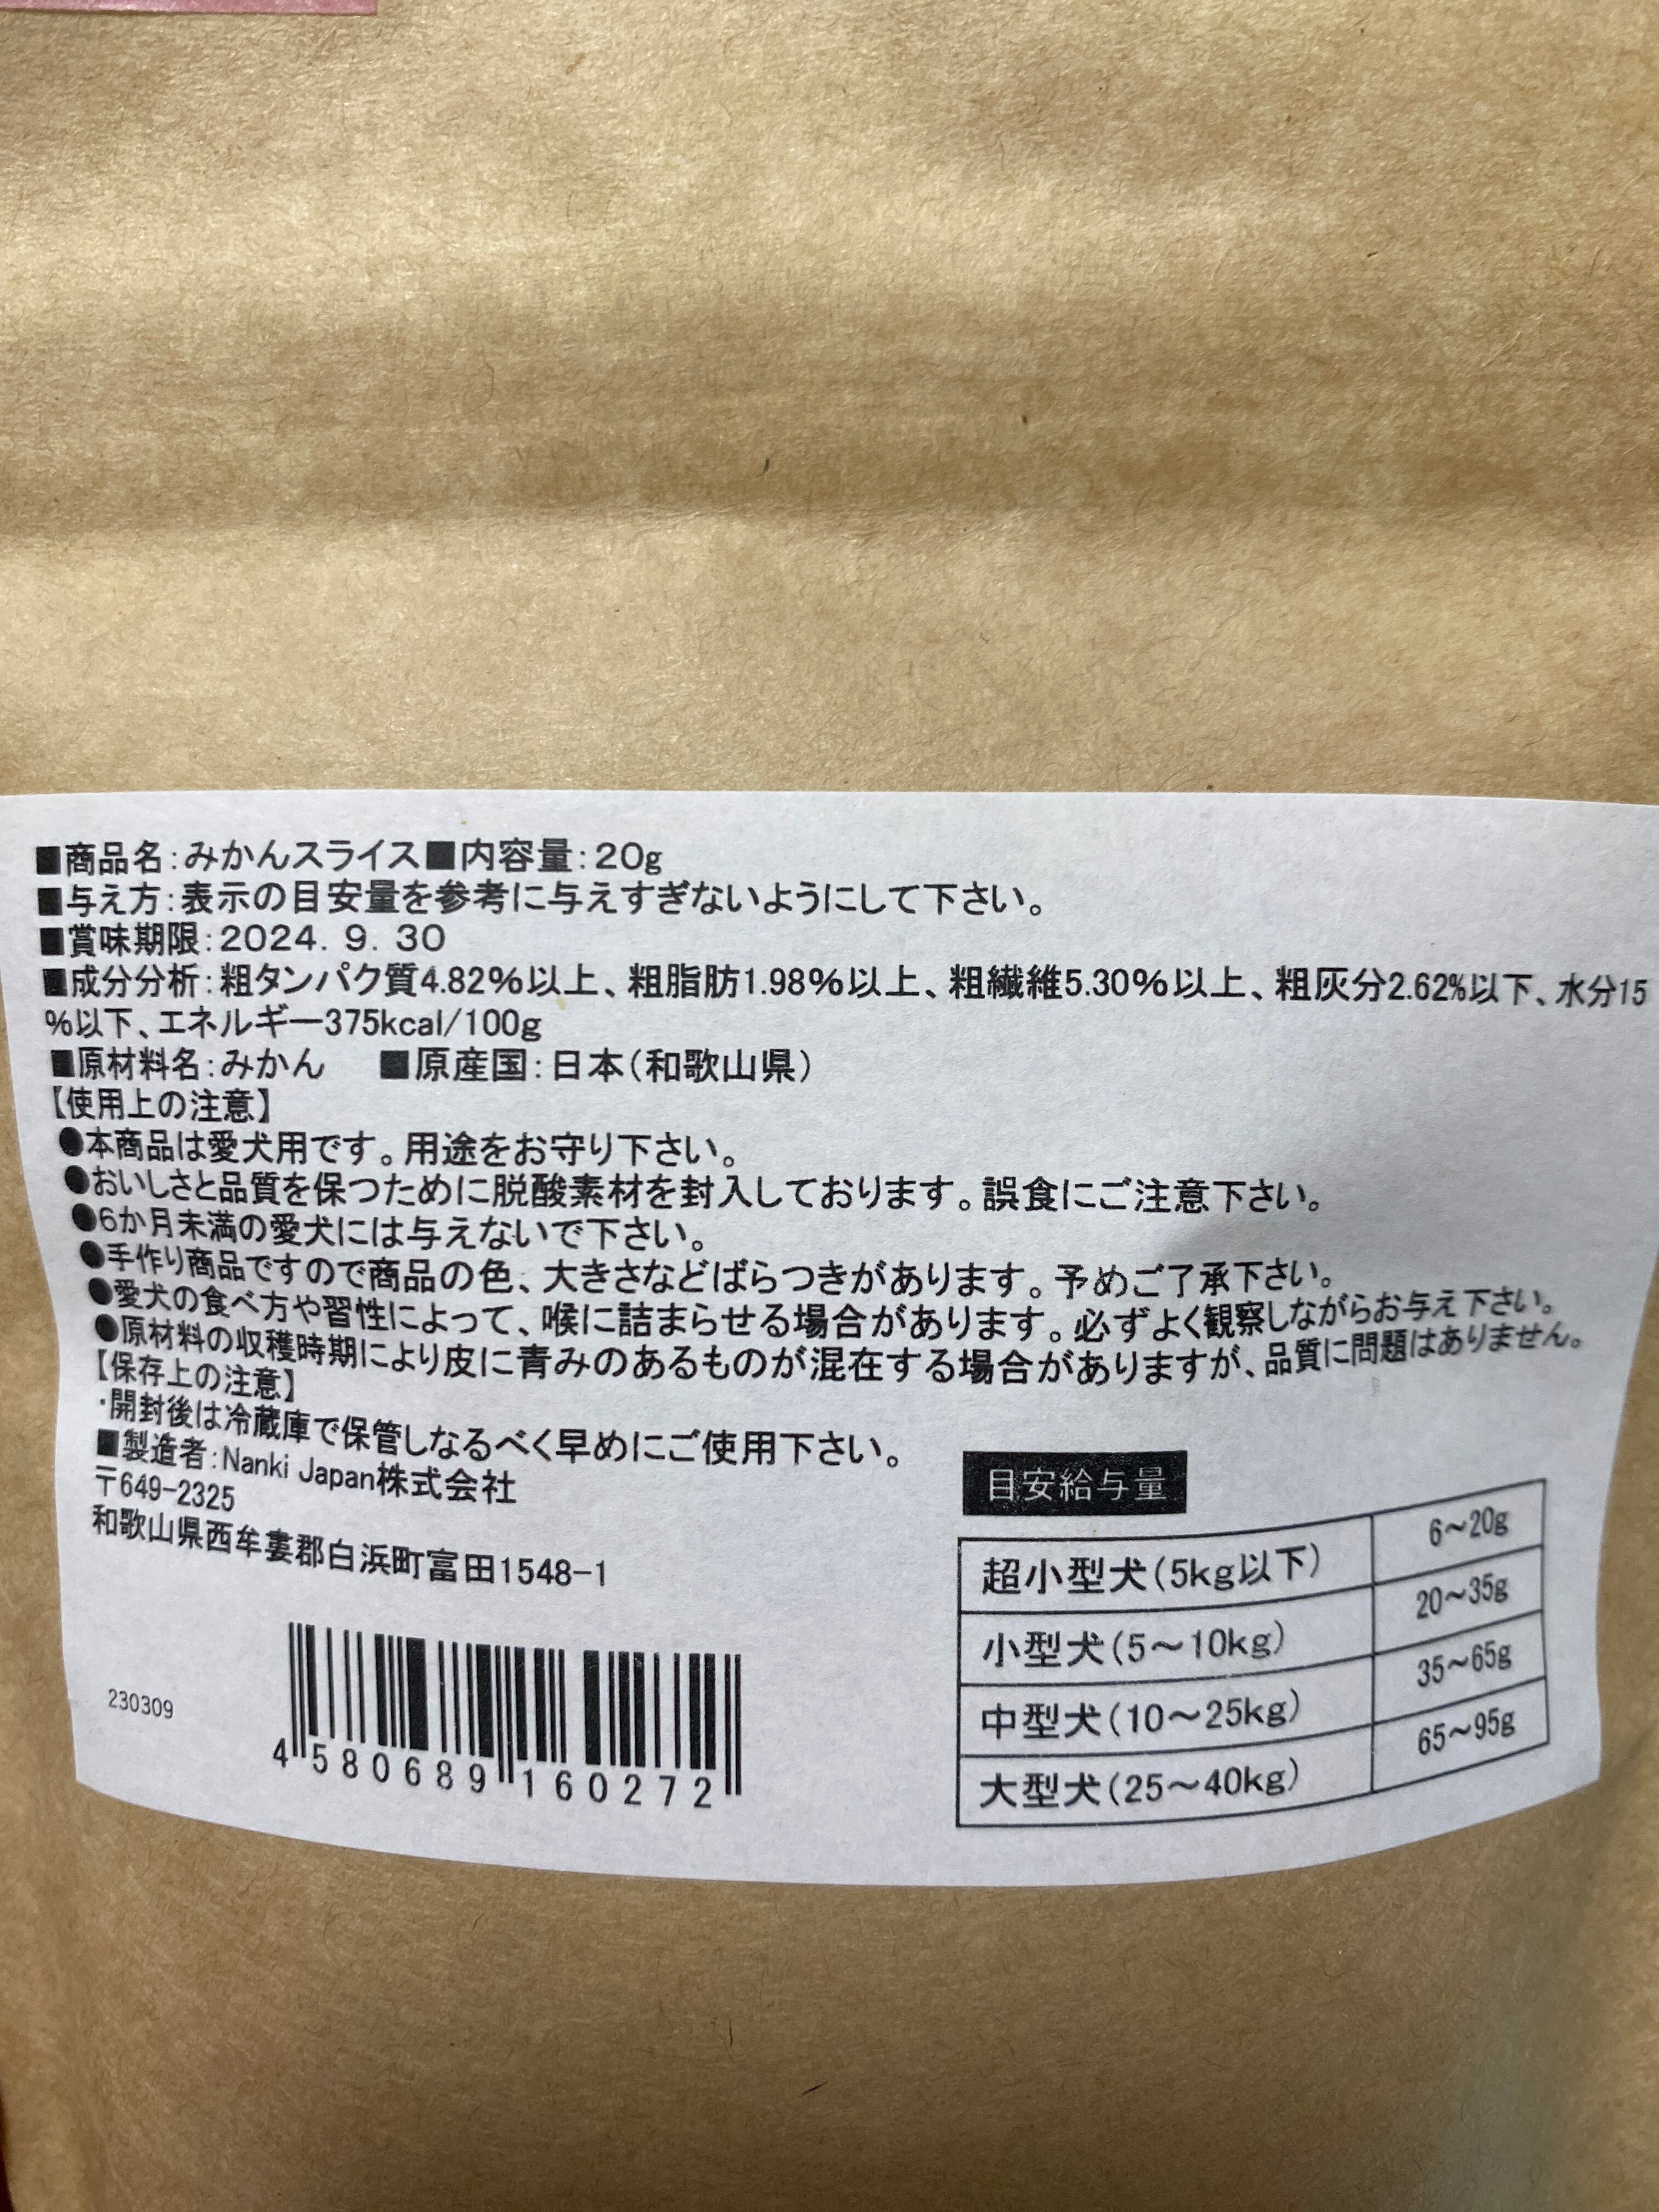 ■商品名:みかんスライス■内容量:20g
■与え方:表示の目安量を参考に与えすぎないようにして下さい。
■賞味期限:2024. 9. 30
■成分分析:粗タンパク質4.82%以上、粗脂肪1.98%以上、粗繊維5.30%以上、粗灰分2.62%以下、水分15
%以下、エネルギー375kcal/100g
■原材料名:みかん ■原産国:日本(和歌山県)
【使用上の注意】
●本商品は愛犬用です。用途をお守り下さい。
●おいしさと品質を保つために脱酸素材を封入しております。誤食にご注意下さい。
●6か月未満の愛犬には与えないで下さい。
●手作り商品ですので商品の色、大きさなどばらつきがあります。予めご了承下さい。
●愛犬の食べ方や習性によって、喉に詰まらせる場合があります。必ずよく観察しながらお与え下さい。
●原材料の収穫時期により皮に青みのあるものが混在する場合がありますが、品質に問題はありません。
【保存上の注意】
・開封後は冷蔵庫で保管しなるべく早めにご使用下さい。
■製造者:Nanki Japan株式会社
〒649-2325
和歌山県西牟婁郡白浜町富田1548-1
230309
4580689160272
目安給与量
超小型犬(5kg以下) 6~20g
小型犬(5~10kg) 20~35g
中型犬(10~25kg) 35~65g
大型犬(25~40kg) 65~95g